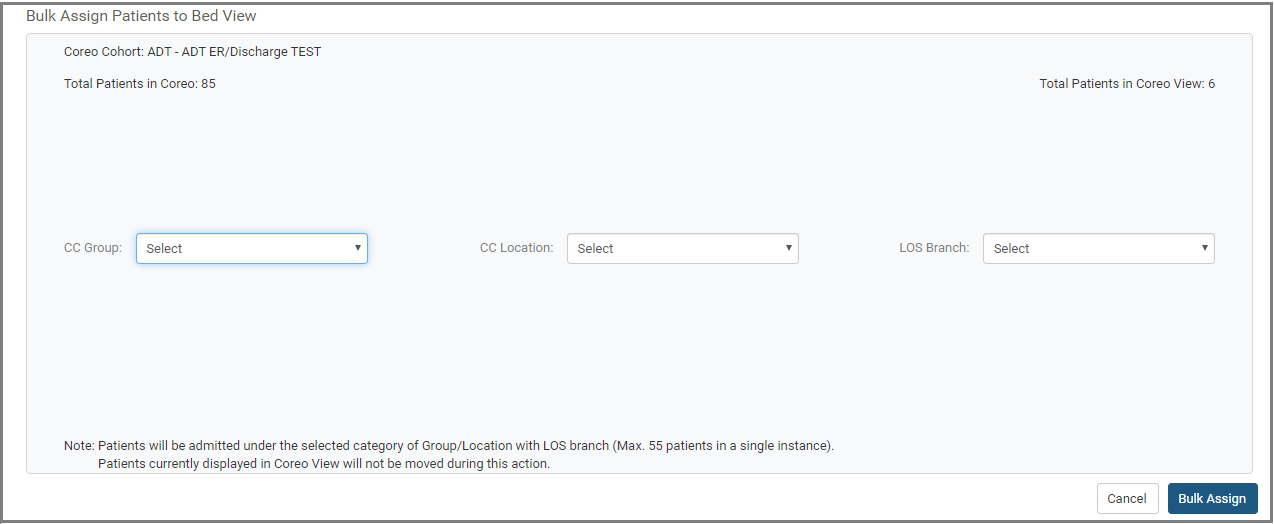 Bulk Assign Patients to Bed View
Coreo Cohort: ADT - ADT ER/Discharge TEST
Total Patients in Coreo: 85
Total Patients in Coreo View: 6
CC Group: Select
CC Location: Select
LOS Branch: Select
Note: Patients will be admitted under the selected category of Group/Location with LOS branch (Max. 55 patients in a single instance).
Patients currently displayed in Coreo View will not be moved during this action.
Cancel
Bulk Assign